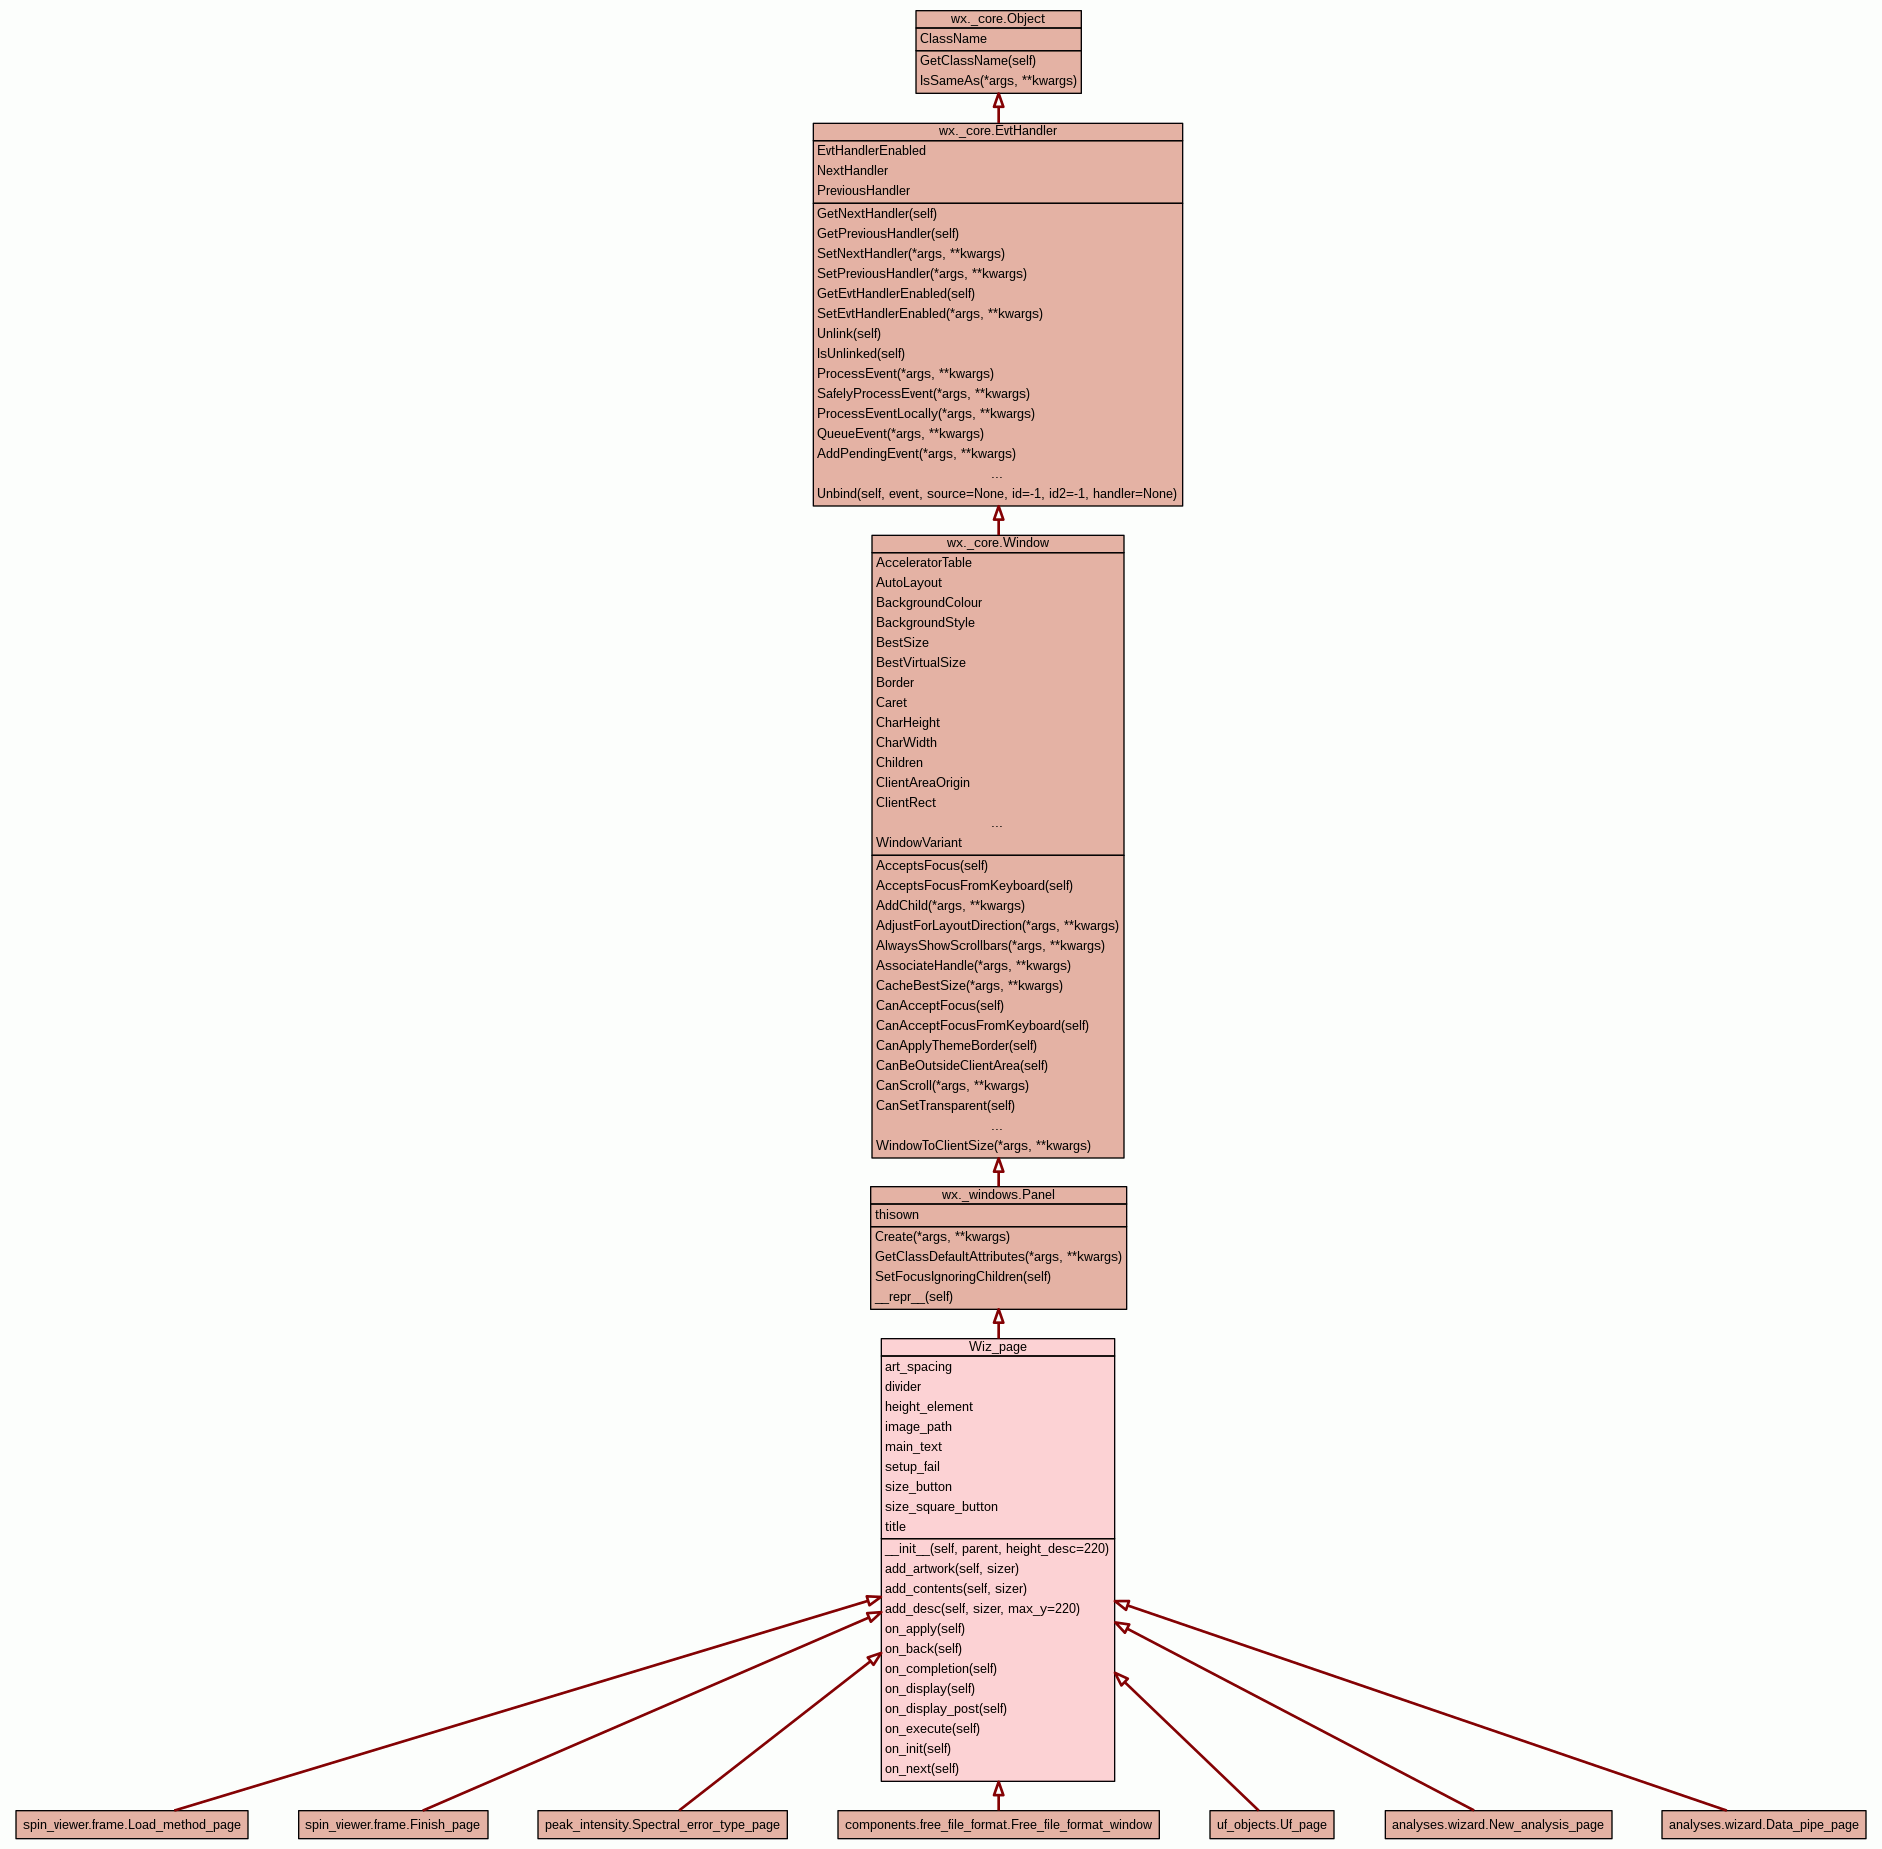 wx._core.Object
ClassName
GetClassName(self)
IsSameAs(*args, **kwargs)
wx._core.EvtHandler
EvtHandlerEnabled
NextHandler
PreviousHandler
GetNextHandler(self)
GetPreviousHandler(self)
SetNextHandler(*args, **kwargs)
SetPreviousHandler(*args, **kwargs)
GetEvtHandlerEnabled(self)
SetEvtHandlerEnabled(*args, **kwargs)
Unlink(self)
IsUnlinked(self)
ProcessEvent(*args, **kwargs)
SafelyProcessEvent(*args, **kwargs)
ProcessEventLocally(*args, **kwargs)
QueueEvent(*args, **kwargs)
AddPendingEvent(*args, **kwargs)
...
Unbind(self, event, source=None, id=-1, id2=-1, handler=None)
wx._core.Window
AcceleratorTable
AutoLayout
BackgroundColour
BackgroundStyle
BestSize
BestVirtualSize
Border
Caret
CharHeight
CharWidth
Children
ClientAreaOrigin
ClientRect
...
WindowVariant
AcceptsFocus(self)
AcceptsFocusFromKeyboard(self)
AddChild(*args, **kwargs)
AdjustForLayoutDirection(*args, **kwargs)
AlwaysShowScrollbars(*args, **kwargs)
AssociateHandle(*args, **kwargs)
CacheBestSize(*args, **kwargs)
CanAcceptFocus(self)
CanAcceptFocusFromKeyboard(self)
CanApplyThemeBorder(self)
CanBeOutsideClientArea(self)
CanScroll(*args, **kwargs)
CanSetTransparent(self)
...
WindowToClientSize(*args, **kwargs)
wx._windows.Panel
thisown
Create(*args, **kwargs)
GetClassDefaultAttributes(*args, **kwargs)
SetFocusIgnoringChildren(self)
__repr__(self)
Wiz_page
art_spacing
divider
height_element
image_path
main_text
setup_fail
size_button
size_square_button
title
__init__(self, parent, height_desc=220)
add_artwork(self, sizer)
add_contents(self, sizer)
add_desc(self, sizer, max_y=220)
on_apply(self)
on_back(self)
on_completion(self)
on_display(self)
on_display_post(self)
on_execute(self)
on_init(self)
on_next(self)
spin_viewer.frame.Load_method_page
spin_viewer.frame.Finish_page
peak_intensity.Spectral_error_type_page
components.free_file_format.Free_file_format_window
uf_objects.Uf_page
analyses.wizard.New_analysis_page
analyses.wizard.Data_pipe_page